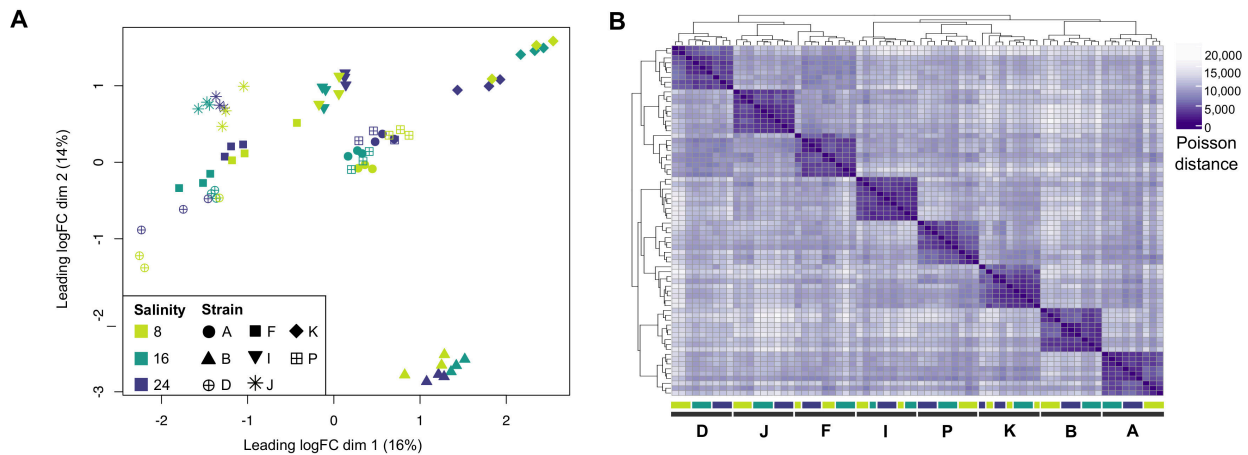 A
B
Leading logFC dim 2 (14%)
1
0
-1
-2
-3
-2
-1
0
1
2
Leading logFC dim 1 (16%)
Salinity
Strain
8
A
F
K
16
B
I
P
24
D
J
20,000
15,000
10,000
5,000
0
Poisson
distance
D J F I P K B A